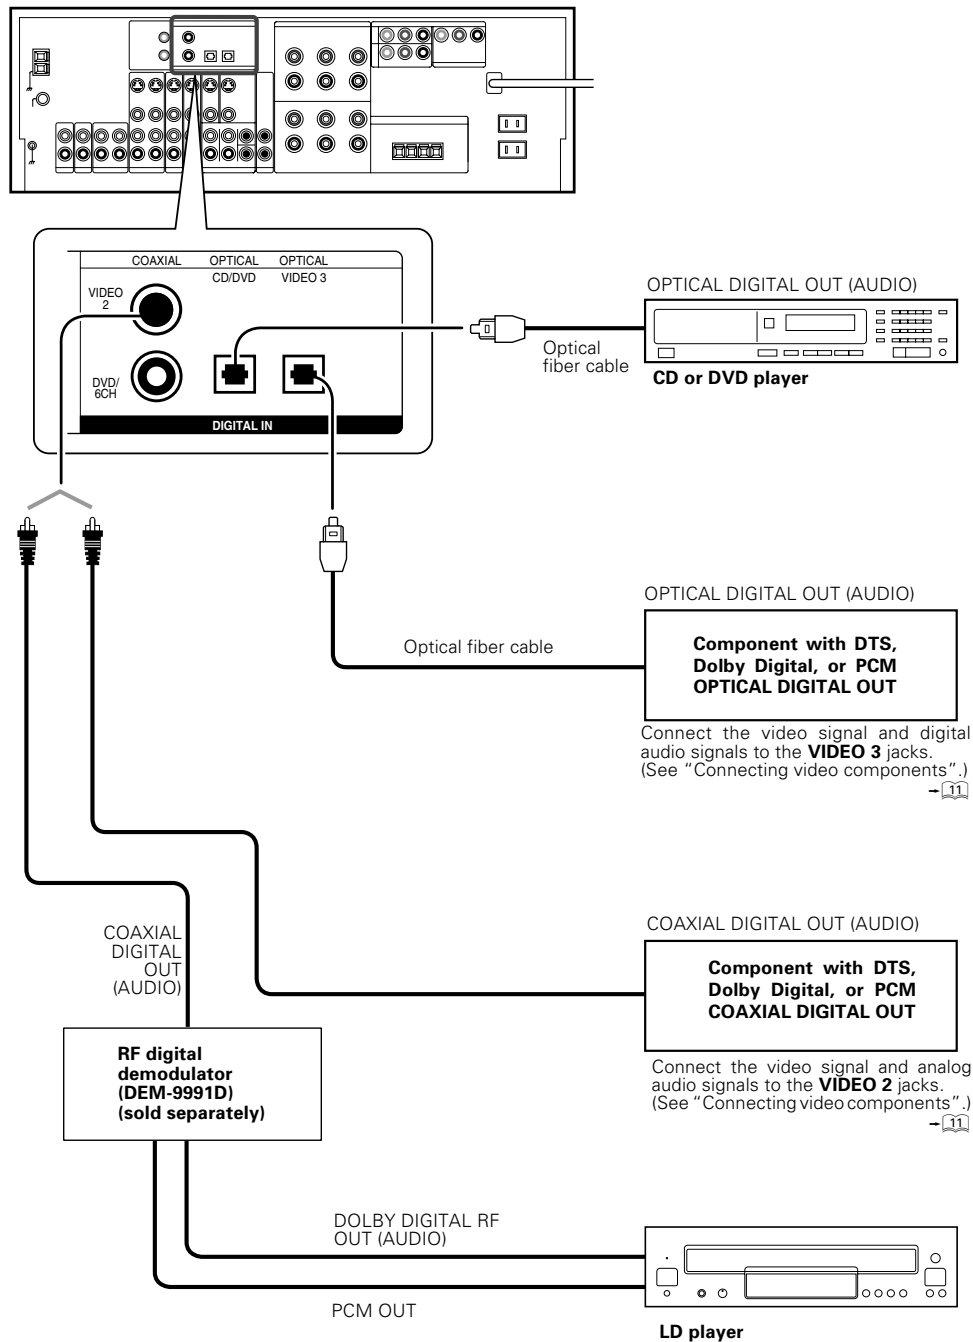 COAXIAL OPTICAL OPTICAL
CD/DVD VIDEO 3
VIDEO
2
DVD/
6CH
DIGITAL IN
OPTICAL DIGITAL OUT (AUDIO)
Optical
fiber cable
CD or DVD player
OPTICAL DIGITAL OUT (AUDIO)
Optical fiber cable
Component with DTS,
Dolby Digital, or PCM
OPTICAL DIGITAL OUT
Connect the video signal and digital
audio signals to the VIDEO 3 jacks.
(See “Connecting video components”.)
→11
COAXIAL
DIGITAL
OUT
(AUDIO)
COAXIAL DIGITAL OUT (AUDIO)
Component with DTS,
Dolby Digital, or PCM
COAXIAL DIGITAL OUT
Connect the video signal and analog
audio signals to the VIDEO 2 jacks.
(See “Connecting video components”.)
→11
RF digital
demodulator
(DEM-9991D)
(sold separately)
DOLBY DIGITAL RF
OUT (AUDIO)
PCM OUT
LD player